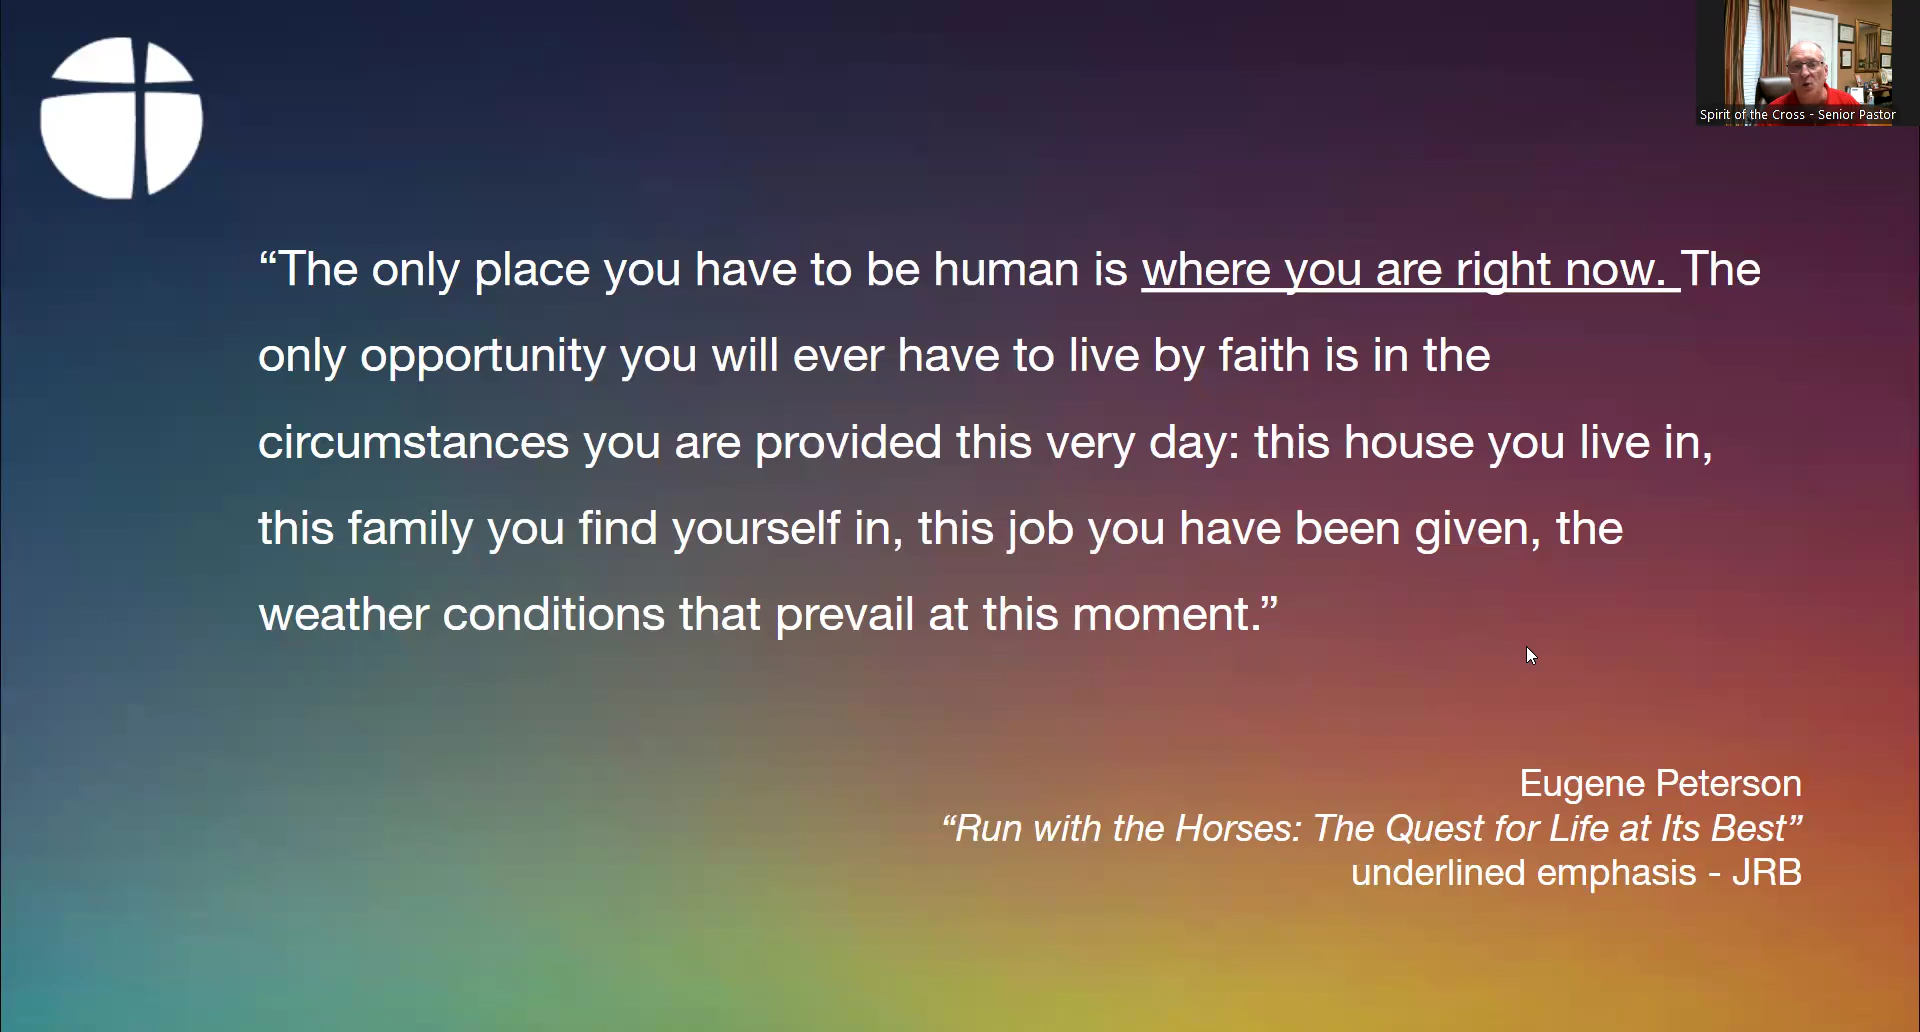 Spirit of the Cross - Senior Pastor
“The only place you have to be human is where you are right now. The
only opportunity you will ever have to live by faith is in the
circumstances you are provided this very day: this house you live in,
this family you find yourself in, this job you have been given, the
weather conditions that prevail at this moment.”
Eugene Peterson
“Run with the Horses: The Quest for Life at Its Best”
underlined emphasis - JRB